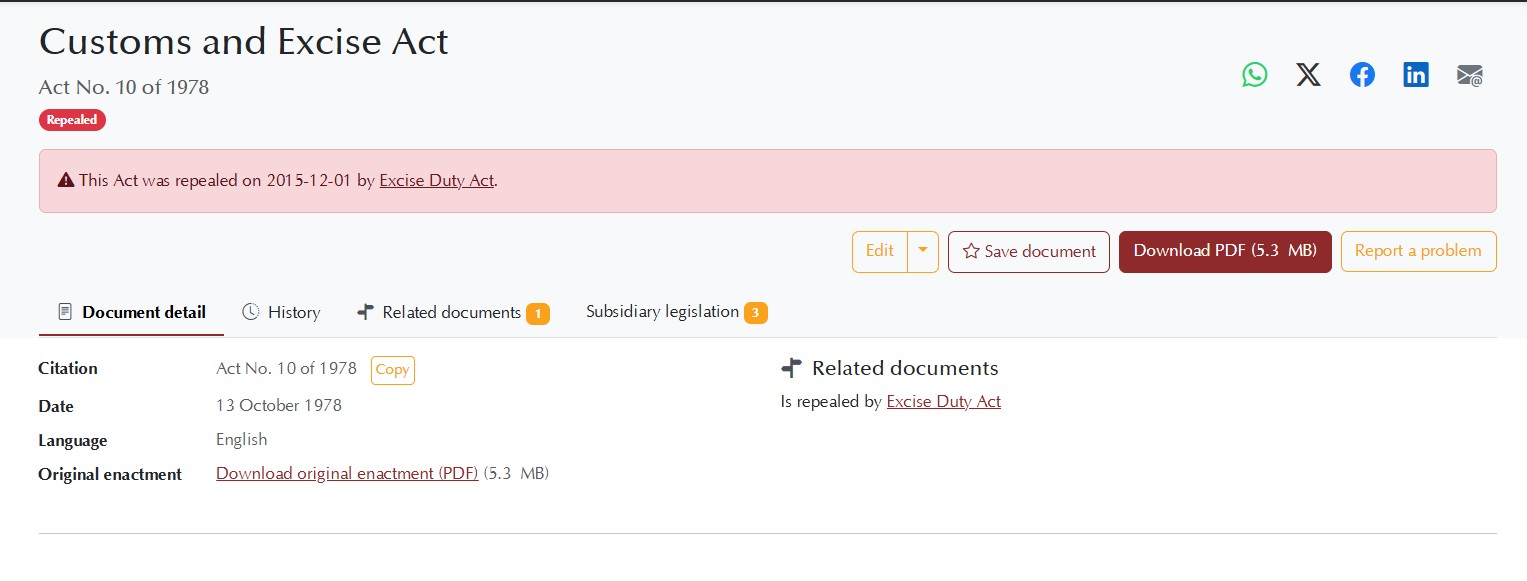 Customs and Excise Act
Act No. 10 of 1978
Repealed
This Act was repealed on 2015-12-01 by Excise Duty Act.
Edit
Save document
Download PDF (5.3 MB)
Report a problem
Document detail
History
Related documents 1
Subsidiary legislation 3
Citation Act No. 10 of 1978 Copy
Date 13 October 1978
Language English
Original enactment Download original enactment (PDF) (5.3 MB)
Related documents
Is repealed by Excise Duty Act